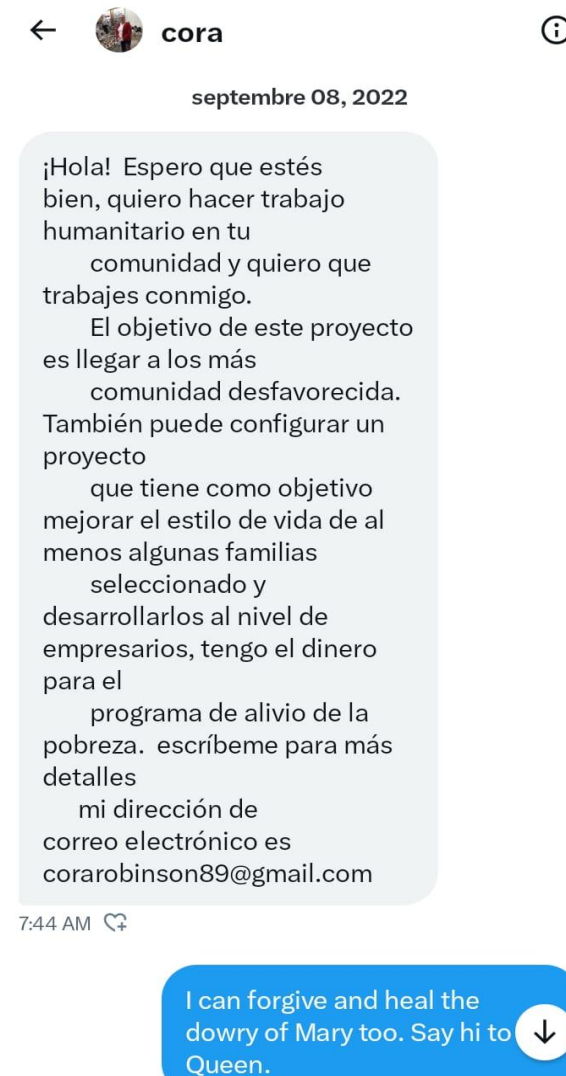 cora
septembre 08, 2022
¡Hola! Espero que estés
bien, quiero hacer trabajo
humanitario en tu
comunidad y quiero que
trabajes conmigo.
El objetivo de este proyecto
es llegar a los más
comunidad desfavorecida.
También puede configurar un
proyecto
que tiene como objetivo
mejorar el estilo de vida de al
menos algunas familias
seleccionado y
desarrollarlos al nivel de
empresarios, tengo el dinero
para el
programa de alivio de la
pobreza. escríbeme para más
detalles
mi dirección de
correo electrónico es
corarobinson89@gmail.com
7:44 AM
I can forgive and heal the
dowry of Mary too. Say hi to
Queen.